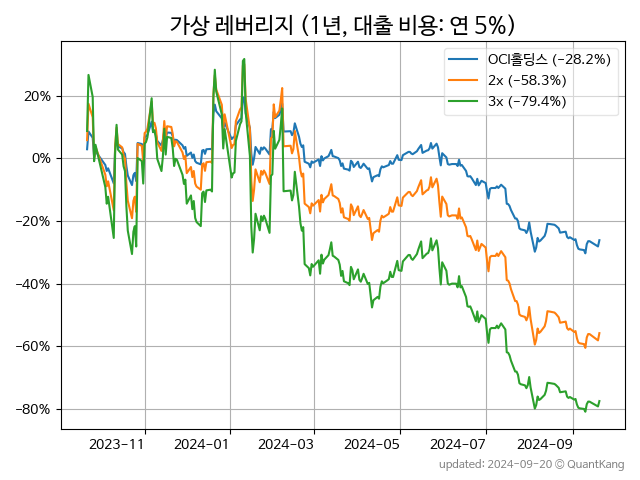 가상 레버리지 (1년, 대출 비용: 연 5%)
OCI홀딩스 (−28.2%)
2x (−58.3%)
3x (−79.4%)
20%
0%
−20%
−40%
−60%
−80%
2023-11 2024-01 2024-03 2024-05 2024-07 2024-09
updated: 2024-09-20 © QuantKang